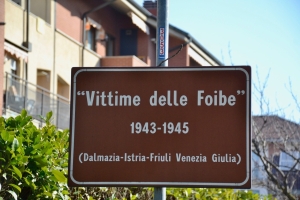 "Vittime delle Foibe"
1943-1945
(Dalmazia-Istria-Friuli Venezia Giulia)